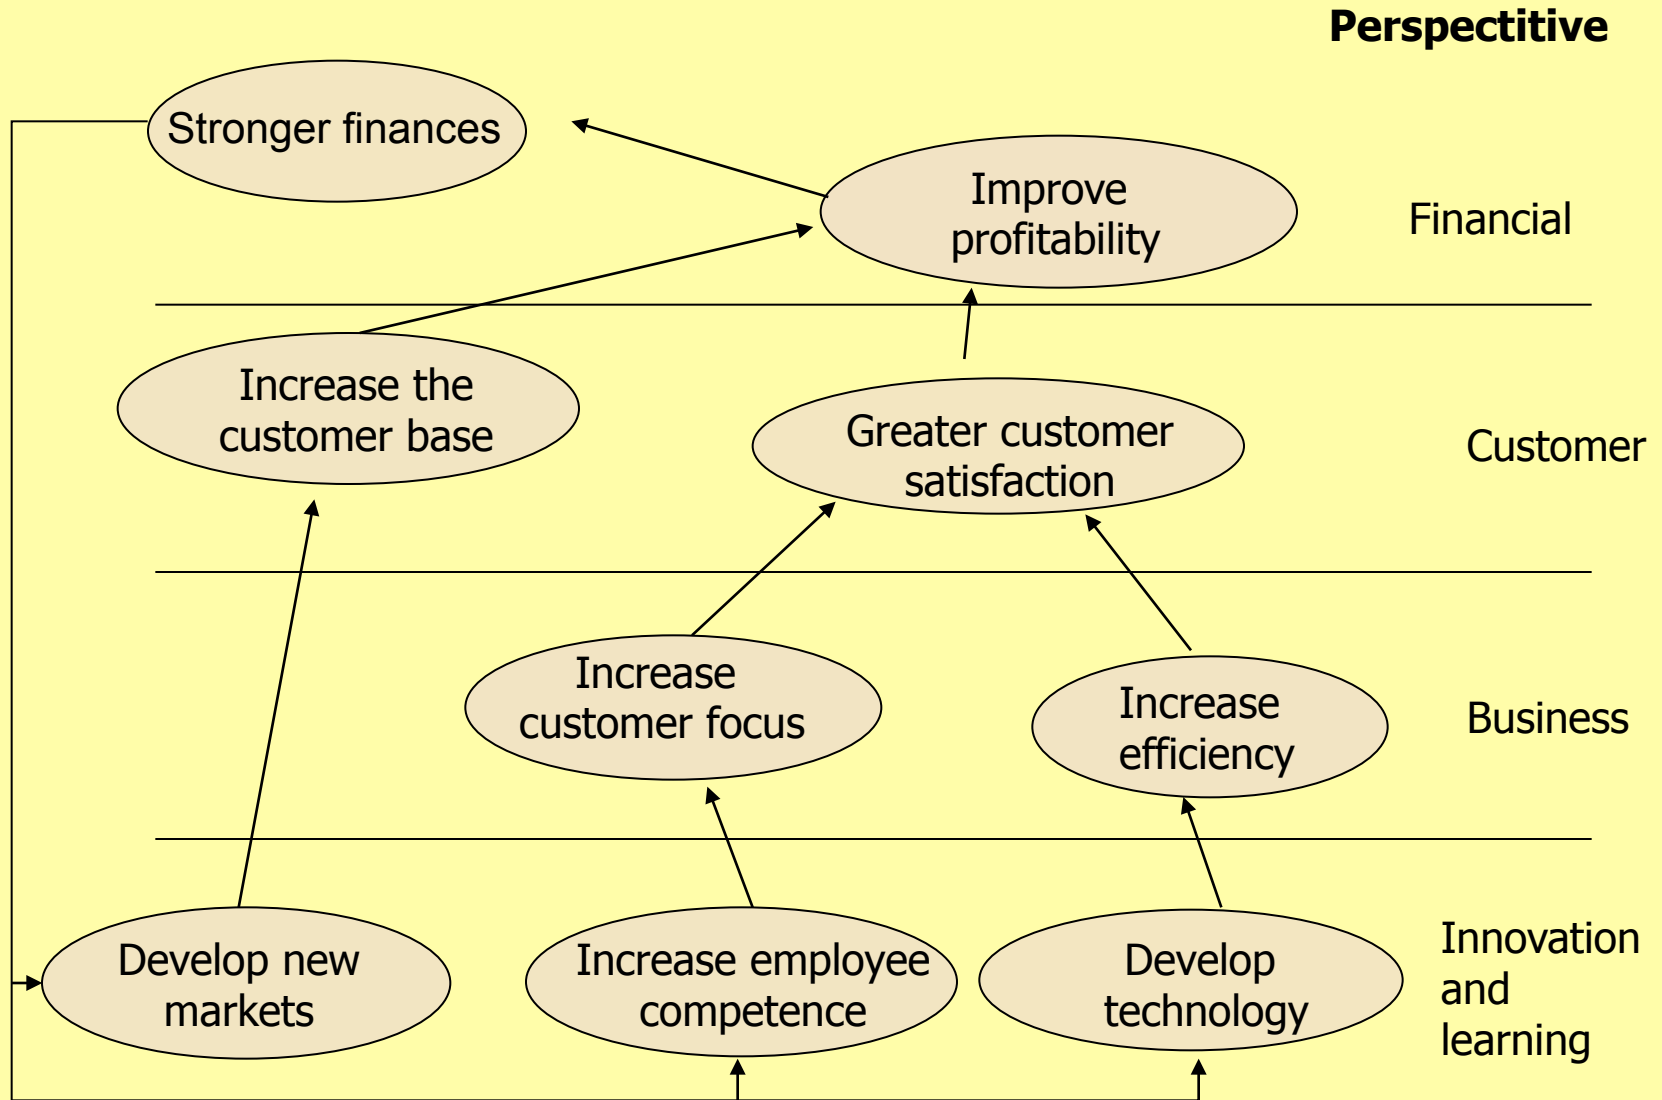 Perspectitive
Stronger finances
Improve
profitability
Financial
Increase the
customer base
Greater customer
satisfaction
Customer
Increase
customer focus
Increase
efficiency
Business
Develop new
markets
Increase employee
competence
Develop
technology
Innovation
and
learning